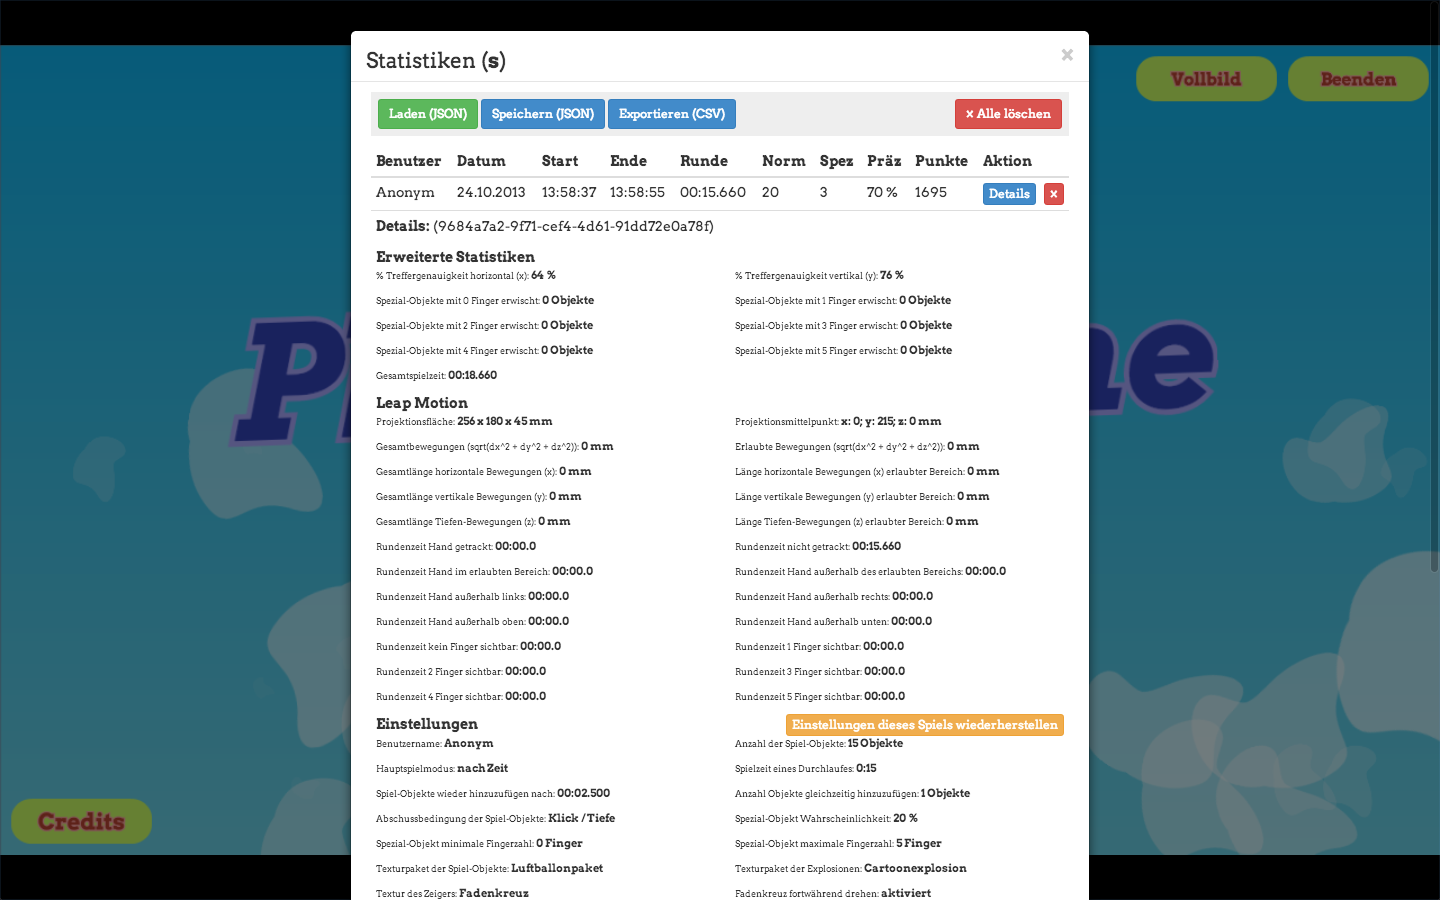 Statistiken (s)
×
Vollbild
Beenden
Laden (JSON)
Speichern (JSON)
Exportieren (CSV)
× Alle löschen
Benutzer Datum Start Ende Runde Norm Spez Präz Punkte Aktion
Anonym 24.10.2013 13:58:37 13:58:55 00:15.660 20 3 70 % 1695 Details ×
Details: (9684a7a2-9f71-cef4-4d61-91dd72e0a78f)
Erweiterte Statistiken
% Treffergenauigkeit horizontal (x): 64 % % Treffergenauigkeit vertikal (y): 76 %
Spezial-Objekte mit 0 Finger erwischt: 0 Objekte Spezial-Objekte mit 1 Finger erwischt: 0 Objekte
Spezial-Objekte mit 2 Finger erwischt: 0 Objekte Spezial-Objekte mit 3 Finger erwischt: 0 Objekte
Spezial-Objekte mit 4 Finger erwischt: 0 Objekte Spezial-Objekte mit 5 Finger erwischt: 0 Objekte
Gesamtspielzeit: 00:18.660
Leap Motion
Projektionsfläche: 256 x 180 x 45 mm Projektionsmittelpunkt: x: 0; y: 215; z: 0 mm
Gesamtbewegungen (sqrt(dx^2 + dy^2 + dz^2)): 0 mm Erlaubte Bewegungen (sqrt(dx^2 + dy^2 + dz^2)): 0 mm
Gesamtlänge horizontale Bewegungen (x): 0 mm Länge horizontale Bewegungen (x) erlaubter Bereich: 0 mm
Gesamtlänge vertikale Bewegungen (y): 0 mm Länge vertikale Bewegungen (y) erlaubter Bereich: 0 mm
Gesamtlänge Tiefen-Bewegungen (z): 0 mm Länge Tiefen-Bewegungen (z) erlaubter Bereich: 0 mm
Rundenzeit Hand getrackt: 00:00.0 Rundenzeit nicht getrackt: 00:15.660
Rundenzeit Hand im erlaubten Bereich: 00:00.0 Rundenzeit Hand außerhalb des erlaubten Bereichs: 00:00.0
Rundenzeit Hand außerhalb links: 00:00.0 Rundenzeit Hand außerhalb rechts: 00:00.0
Rundenzeit Hand außerhalb oben: 00:00.0 Rundenzeit Hand außerhalb unten: 00:00.0
Rundenzeit kein Finger sichtbar: 00:00.0 Rundenzeit 1 Finger sichtbar: 00:00.0
Rundenzeit 2 Finger sichtbar: 00:00.0 Rundenzeit 3 Finger sichtbar: 00:00.0
Rundenzeit 4 Finger sichtbar: 00:00.0 Rundenzeit 5 Finger sichtbar: 00:00.0
Einstellungen Einstellungen dieses Spiels wiederherstellen
Benutzername: Anonym Anzahl der Spiel-Objekte: 15 Objekte
Hauptspielmodus: nach Zeit Spielzeit eines Durchlaufes: 0:15
Spiel-Objekte wieder hinzuzufügen nach: 00:02.500 Anzahl Objekte gleichzeitig hinzuzufügen: 1 Objekte
Abschussbedingung der Spiel-Objekte: Klick / Tiefe Spezial-Objekt Wahrscheinlichkeit: 20 %
Spezial-Objekt minimale Fingerzahl: 0 Finger Spezial-Objekt maximale Fingerzahl: 5 Finger
Texturpaket der Spiel-Objekte: Luftballonpaket Texturpaket der Explosionen: Cartoonexplosion
Textur des Zeigers: Fadenkreuz Fadenkreuz fortwährend drehen: aktiviert
Credits